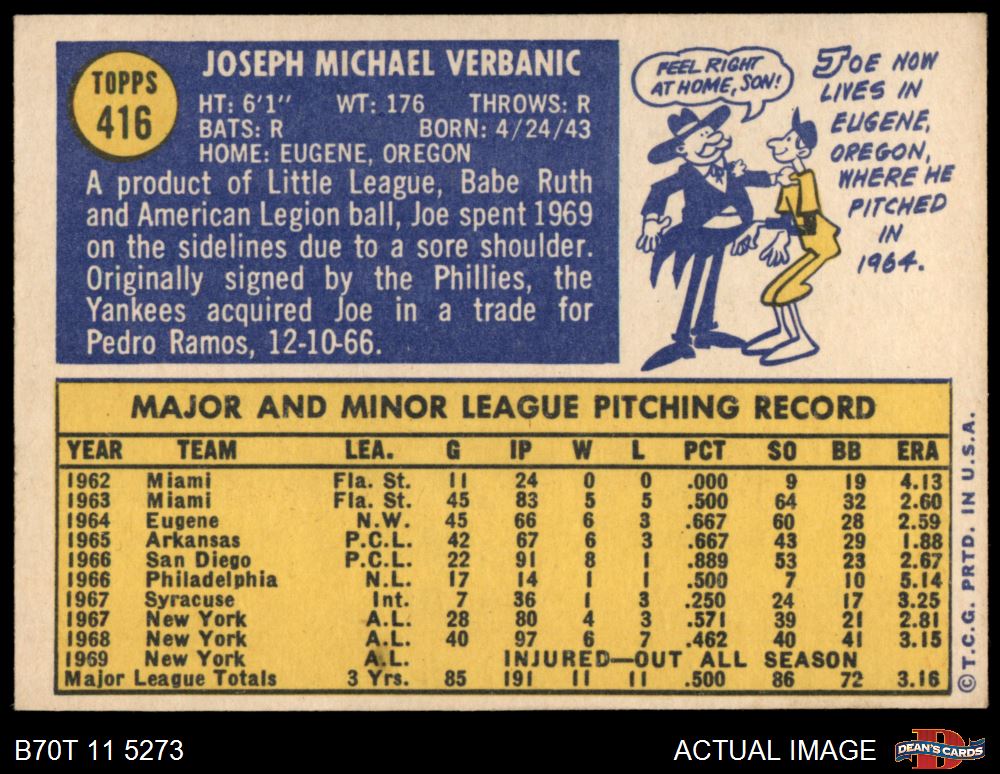 TOPPS
416
JOSEPH MICHAEL VERBANIC
HT: 6'1" WT: 176 THROWS: R
BATS: R BORN: 4/24/43
HOME: EUGENE, OREGON
A product of Little League, Babe Ruth
and American Legion ball, Joe spent 1969
on the sidelines due to a sore shoulder.
Originally signed by the Phillies, the
Yankees acquired Joe in a trade for
Pedro Ramos, 12-10-66.
FEEL RIGHT
AT HOME, SON!
JOE NOW
LIVES IN
EUGENE,
OREGON,
WHERE HE
PITCHED
IN
1964.
MAJOR AND MINOR LEAGUE PITCHING RECORD
YEAR TEAM LEA. G IP W L PCT SO BB ERA
1962 Miami Fla. St. 11 24 0 0 .000 9 19 4.13
1963 Miami Fla. St. 45 83 5 5 .500 64 32 2.60
1964 Eugene N.W. 45 66 6 3 .667 60 28 2.59
1965 Arkansas P.C.L. 42 67 6 3 .667 43 29 1.88
1966 San Diego P.C.L. 22 91 8 1 .889 53 23 2.67
1966 Philadelphia N.L. 17 14 1 1 .500 7 10 5.14
1967 Syracuse Int. 7 36 1 3 .250 24 17 3.25
1967 New York A.L. 28 80 4 3 .571 39 21 2.81
1968 New York A.L. 40 97 6 7 .462 40 41 3.15
1969 New York A.L. INJURED—OUT ALL SEASON
Major League Totals 3 Yrs. 85 191 11 11 .500 86 72 3.16
© T.C.G. PRTD. IN U.S.A.
B70T 11 5273
ACTUAL IMAGE
D
DEAN'S CARDS